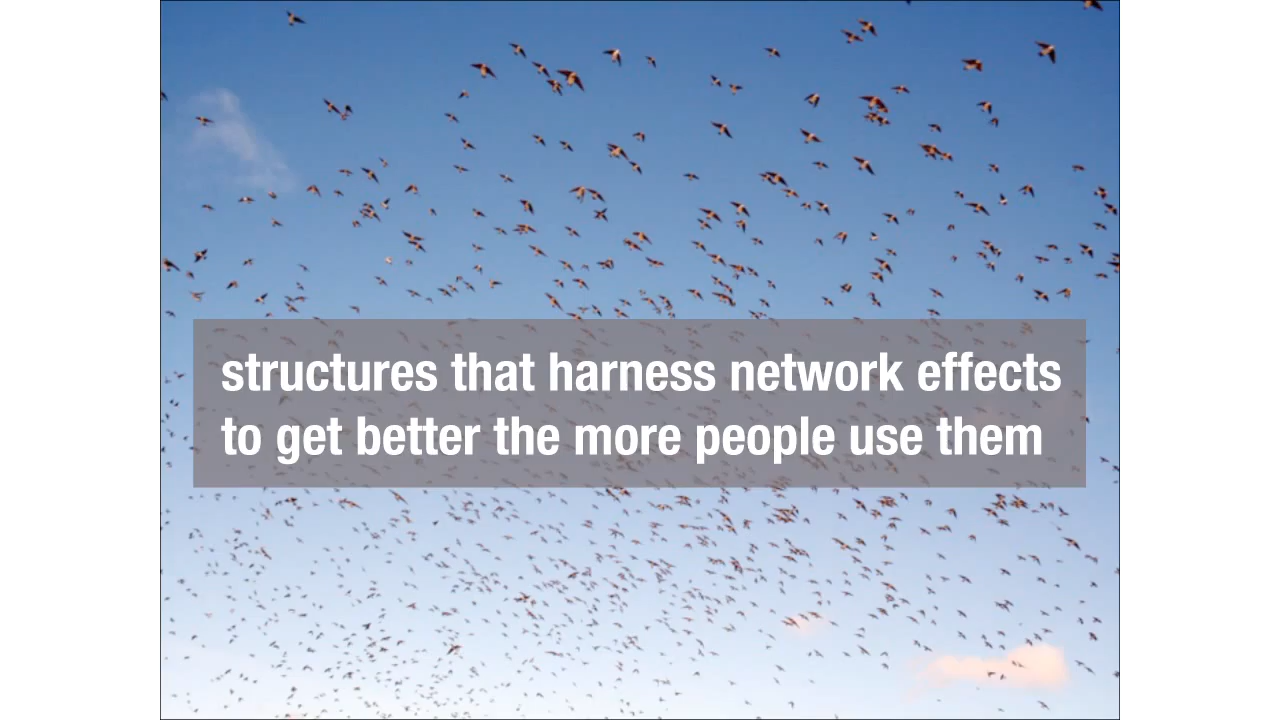 structures that harness network effects
to get better the more people use them